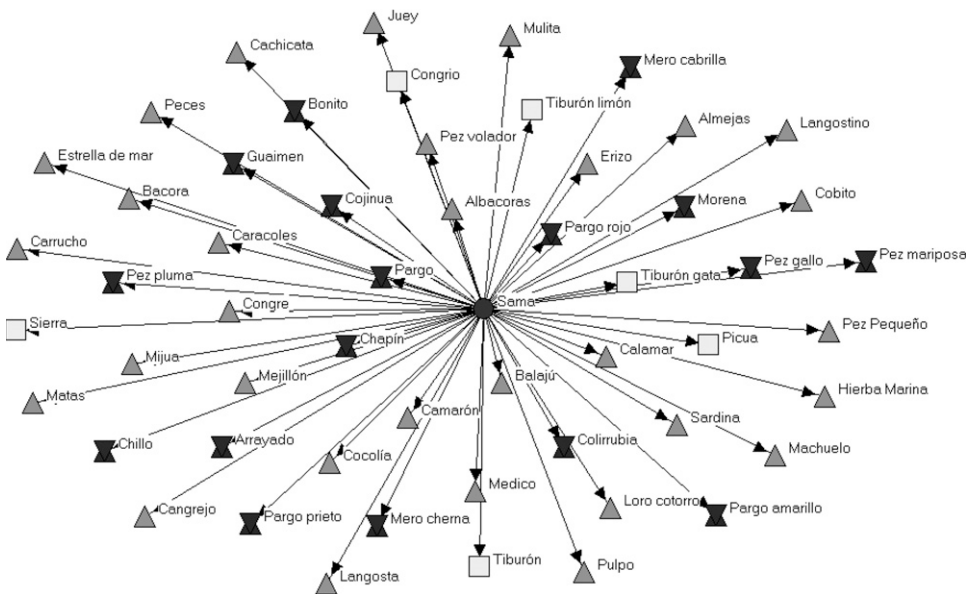 Juey
Mulita
Cachicata
Mero cabrilla
Congrio
Peces
Bonito
Tiburón limón
Almejas
Langostino
Pez volador
Estrella de mar
Guaimen
Erizo
Bacora
Cojinua
Albacoras
Morena
Cobito
Carrucho
Caracoles
Pargo rojo
Pez pluma
Pargo
Tiburón gata
Pez gallo
Pez mariposa
Congre
Sama
Sierra
Chapín
Picua
Pez Pequeño
Mijua
Calamar
Matas
Mejillón
Balajú
Hierba Marina
Camarón
Sardina
Chillo
Arrayado
Colirrubia
Machuelo
Cocolía
Medico
Cangrejo
Pargo prieto
Mero cherna
Loro cotorro
Pargo amarillo
Langosta
Tiburón
Pulpo